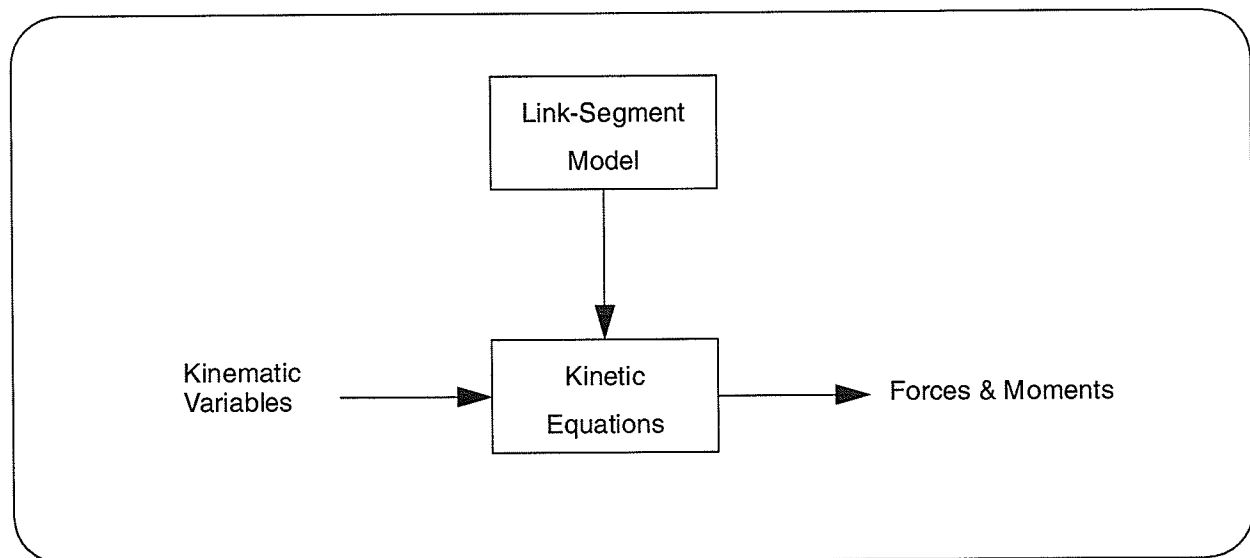 Link-Segment
Model
Kinematic
Variables
Kinetic
Equations
Forces & Moments